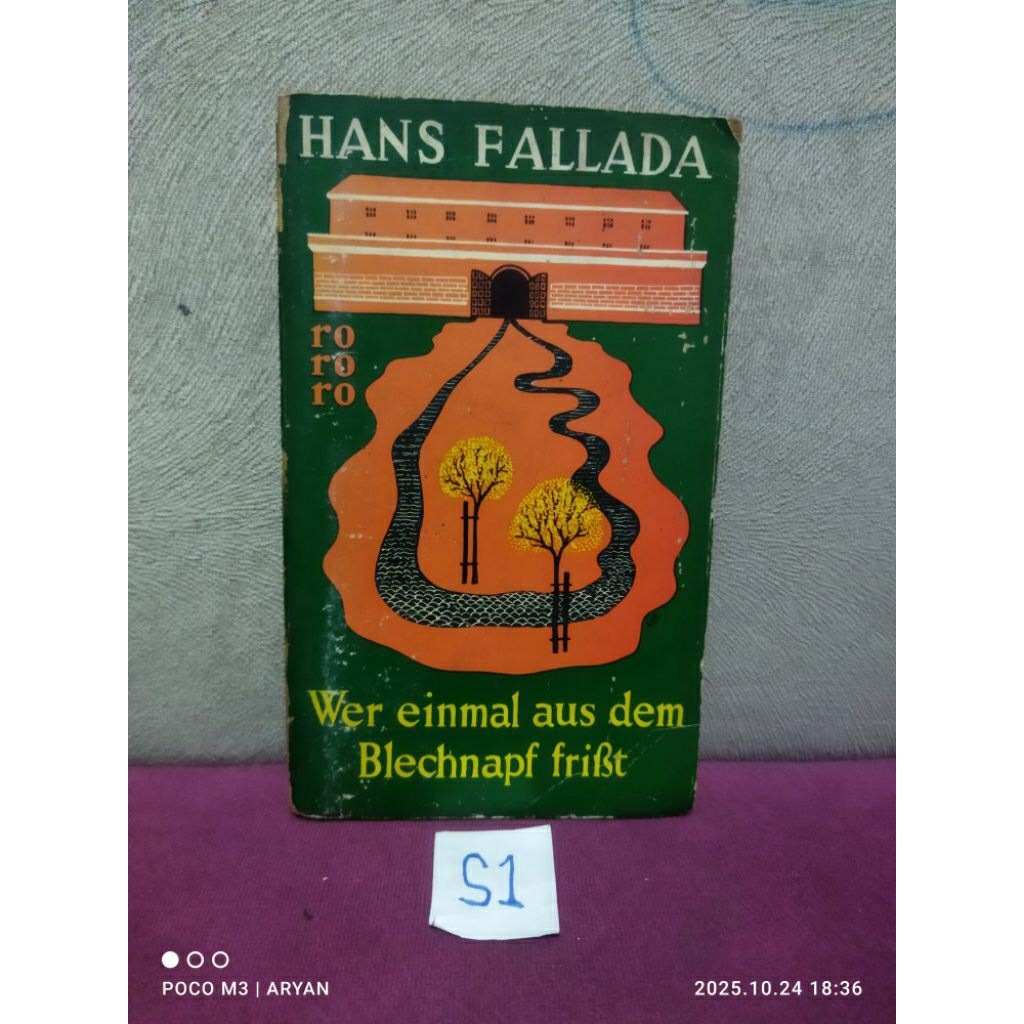 HANS FALLADA
ro
ro
ro
Wer einmal aus dem
Blechnapf frißt
S1
POCO M3 | ARYAN
2025.10.24 18:36